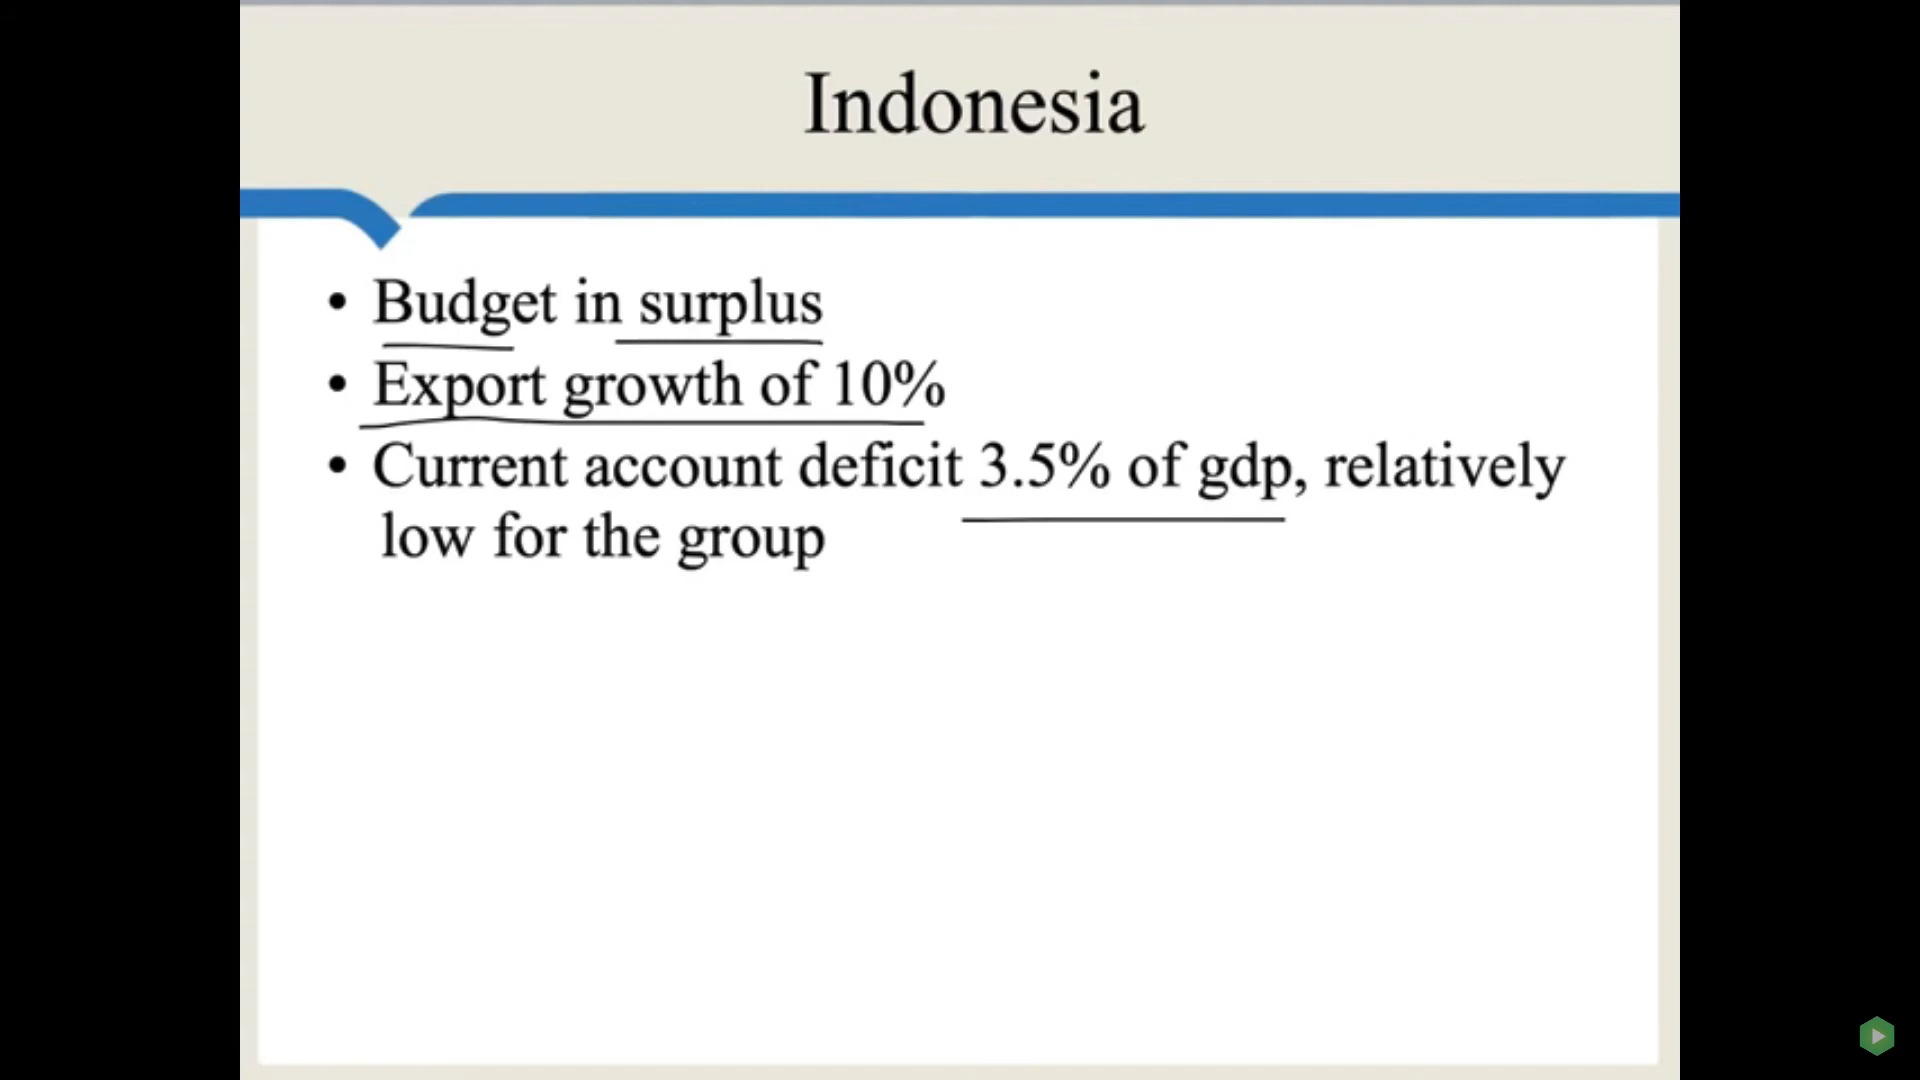 Indonesia
• Budget in surplus
• Export growth of 10%
• Current account deficit 3.5% of gdp, relatively
low for the group